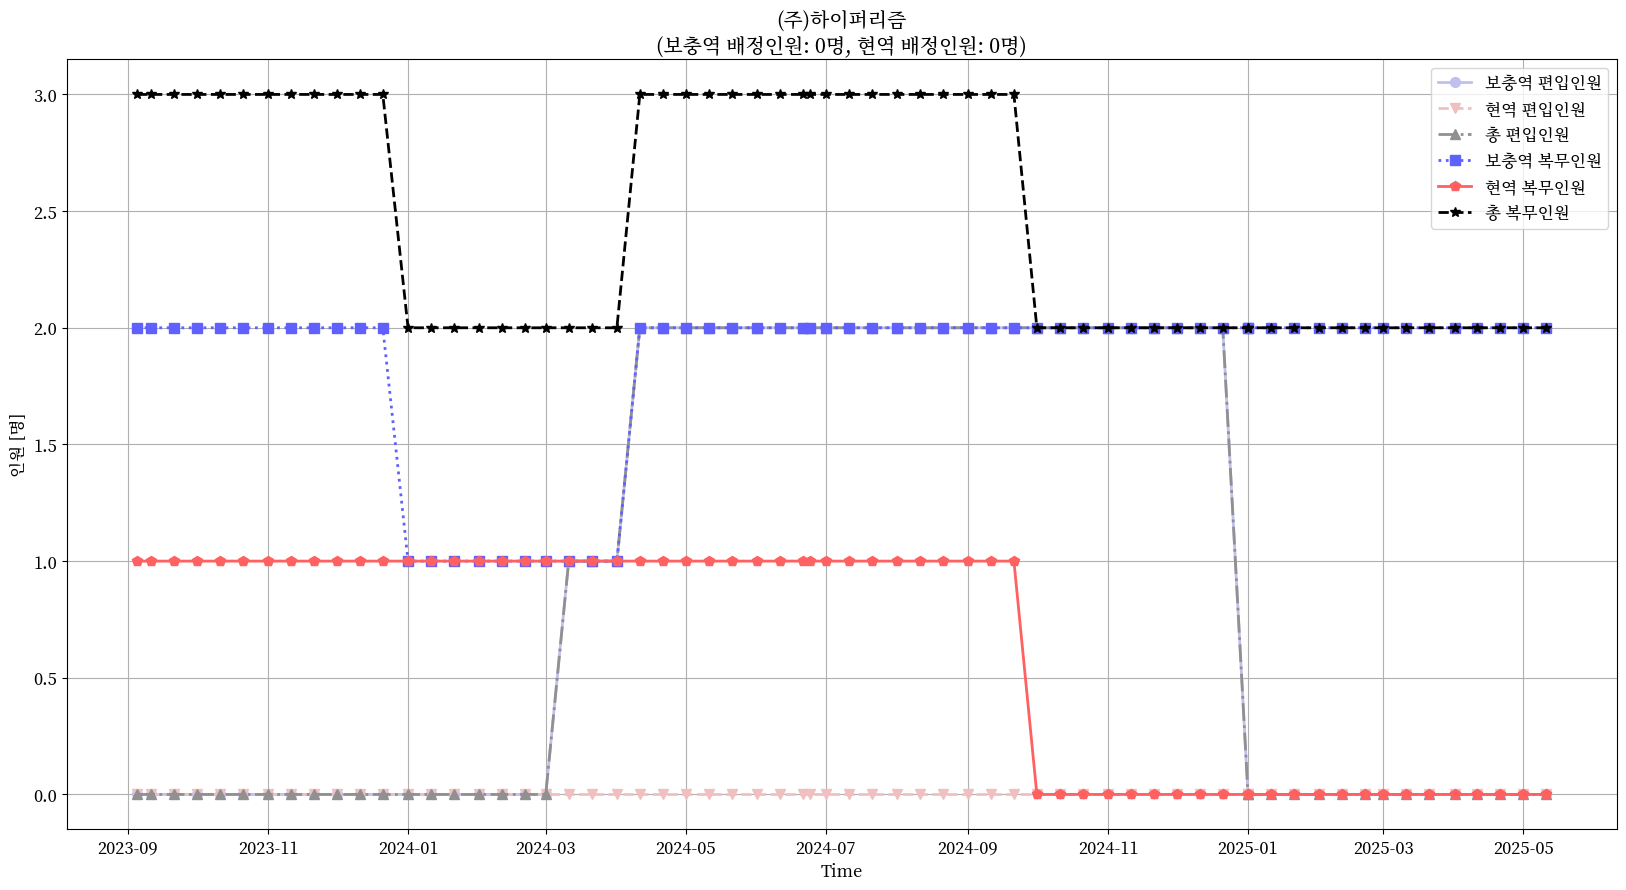 (주)하이퍼리즘
(보충역 배정인원: 0명, 현역 배정인원: 0명)
보충역 편입인원
현역 편입인원
총 편입인원
보충역 복무인원
현역 복무인원
총 복무인원
인원 [명]
3.0
2.5
2.0
1.5
1.0
0.5
0.0
2023-09
2023-11
2024-01
2024-03
2024-05
2024-07
2024-09
2024-11
2025-01
2025-03
2025-05
Time